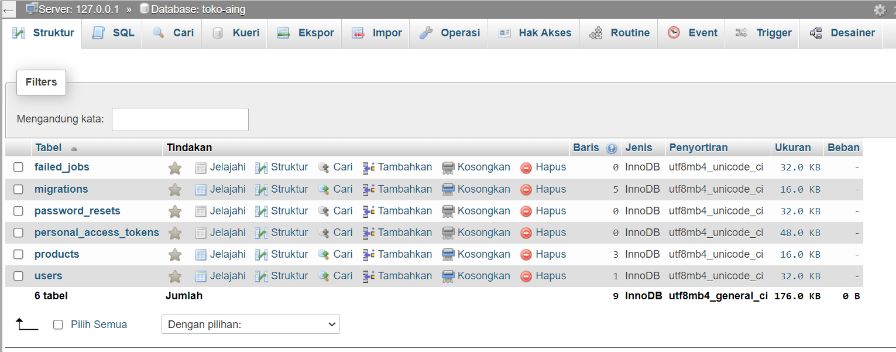 Server: 127.0.0.1 » Database: toko-aing
Struktur SQL Cari Kueri Ekspor Impor Operasi Hak Akses Routine Event Trigger Desainer
Filters
Mengandung kata:
Tabel Tindakan Baris Jenis Penyortiran Ukuran Beban
failed_jobs Jelajahi Struktur Cari Tambahkan Kosongkan Hapus 0 InnoDB utf8mb4_unicode_ci 32.0 KB -
migrations Jelajahi Struktur Cari Tambahkan Kosongkan Hapus 5 InnoDB utf8mb4_unicode_ci 16.0 KB -
password_resets Jelajahi Struktur Cari Tambahkan Kosongkan Hapus 0 InnoDB utf8mb4_unicode_ci 32.0 KB -
personal_access_tokens Jelajahi Struktur Cari Tambahkan Kosongkan Hapus 0 InnoDB utf8mb4_unicode_ci 48.0 KB -
products Jelajahi Struktur Cari Tambahkan Kosongkan Hapus 3 InnoDB utf8mb4_unicode_ci 16.0 KB -
users Jelajahi Struktur Cari Tambahkan Kosongkan Hapus 1 InnoDB utf8mb4_unicode_ci 32.0 KB -
6 tabel Jumlah 9 InnoDB utf8mb4_general_ci 176.0 KB 0 B
Pilih Semua Dengan pilihan: